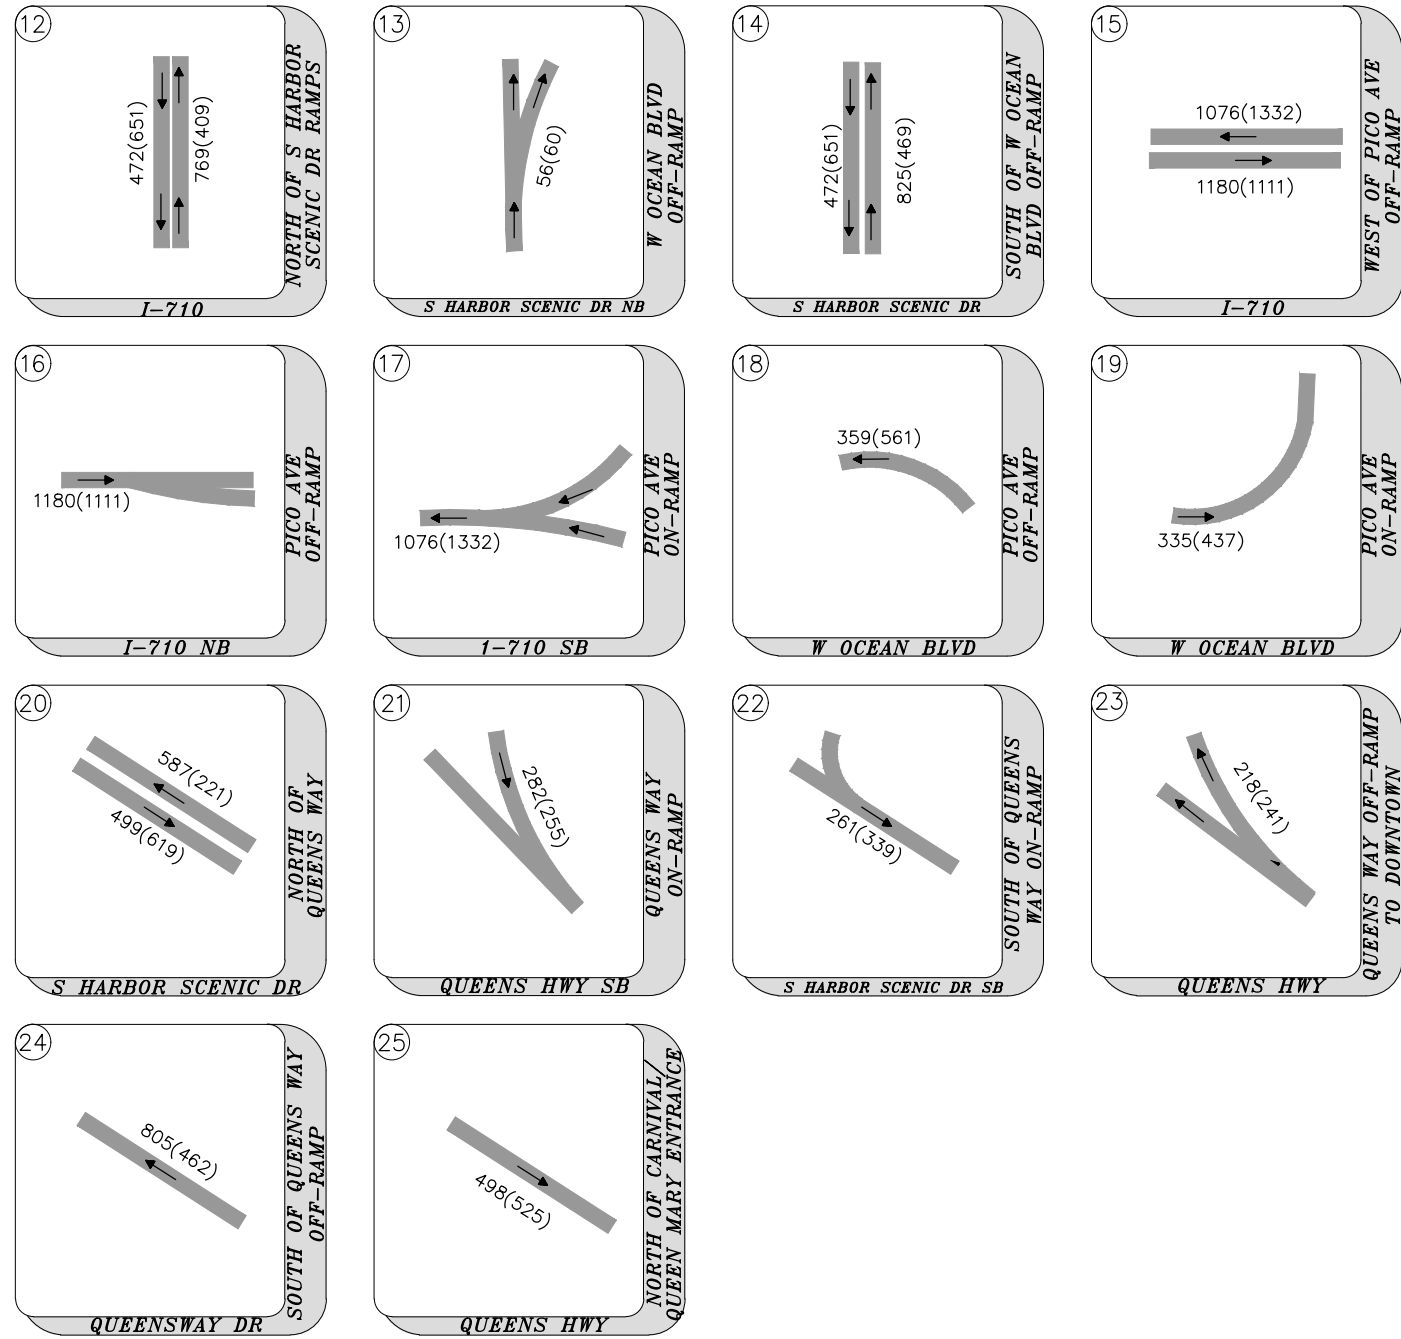 12
472(651)
769(409)
NORTH OF S HARBOR
SCENIC DR RAMPS
I-710
13
56(60)
W OCEAN BLVD
OFF-RAMP
S HARBOR SCENIC DR NB
14
472(651)
825(469)
SOUTH OF W OCEAN
BLVD OFF-RAMP
S HARBOR SCENIC DR
15
1076(1332)
1180(1111)
WEST OF PICO AVE
OFF-RAMP
I-710
16
1180(1111)
PICO AVE
OFF-RAMP
I-710 NB
17
1076(1332)
PICO AVE
ON-RAMP
1-710 SB
18
359(561)
PICO AVE
OFF-RAMP
W OCEAN BLVD
19
335(437)
PICO AVE
ON-RAMP
W OCEAN BLVD
20
587(221)
499(619)
NORTH OF
QUEENS WAY
S HARBOR SCENIC DR
21
282(255)
QUEENS WAY
ON-RAMP
QUEENS HWY SB
22
261(339)
SOUTH OF QUEENS
WAY ON-RAMP
S HARBOR SCENIC DR SB
23
218(241)
QUEENS WAY OFF-RAMP
TO DOWNTOWN
QUEENS HWY
24
805(462)
SOUTH OF QUEENS WAY
OFF-RAMP
QUEENSWAY DR
25
498(525)
NORTH OF CARNIVAL/
QUEEN MARY ENTRANCE
QUEENS HWY